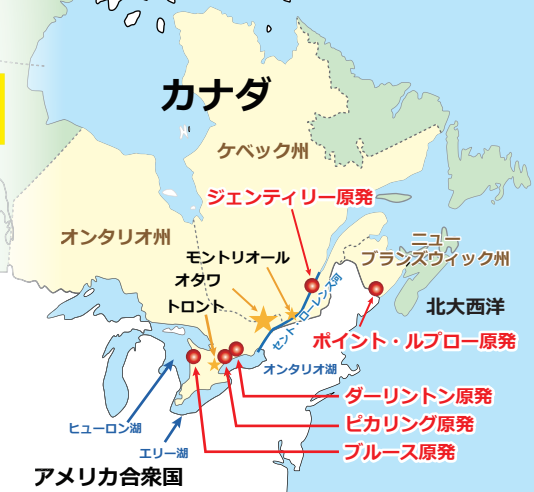 カナダ
ケベック州
ジェンティリー原発
オンタリオ州
ニュー
ブランズウィック州
モントリオール
オタワ
トロント
セント・ローレンス河
北大西洋
ポイント・ルプロー原発
オンタリオ湖
ダーリントン原発
ピカリング原発
ブルース原発
ヒューロン湖
エリー湖
アメリカ合衆国